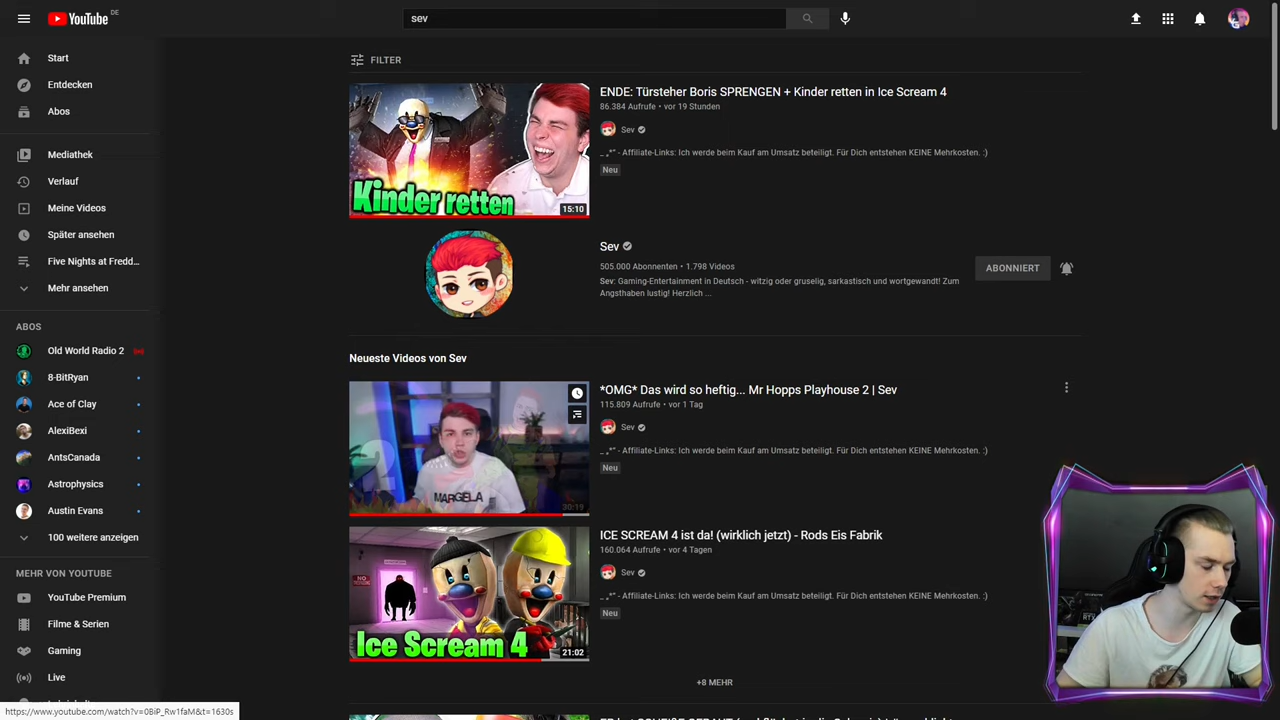 YouTube DE
sev
Start
Entdecken
Abos
Mediathek
Verlauf
Meine Videos
Später ansehen
Five Nights at Fredd...
Mehr ansehen
ABOS
Old World Radio 2
8-BitRyan
Ace of Clay
AlexiBexi
AntsCanada
Astrophysics
Austin Evans
100 weitere anzeigen
MEHR VON YOUTUBE
YouTube Premium
Filme & Serien
Gaming
Live
https://www.youtube.com/watch?v=0BiP_Rw1faM&t=1630s
FILTER
Kinder retten
15:10
ENDE: Türsteher Boris SPRENGEN + Kinder retten in Ice Scream 4
86.384 Aufrufe • vor 19 Stunden
Sev
_ ⁎*" - Affiliate-Links: Ich werde beim Kauf am Umsatz beteiligt. Für Dich entstehen KEINE Mehrkosten. :)
Neu
Sev
505.000 Abonnenten • 1.798 Videos
Sev: Gaming-Entertainment in Deutsch - witzig oder gruselig, sarkastisch und wortgewandt! Zum
Angsthaben lustig! Herzlich ...
ABONNIERT
Neueste Videos von Sev
MARGELA
30:19
*OMG* Das wird so heftig... Mr Hopps Playhouse 2 | Sev
115.809 Aufrufe • vor 1 Tag
Sev
_ ⁎*" - Affiliate-Links: Ich werde beim Kauf am Umsatz beteiligt. Für Dich entstehen KEINE Mehrkosten. :)
Neu
NO
Ice Scream 4
21:02
ICE SCREAM 4 ist da! (wirklich jetzt) - Rods Eis Fabrik
160.064 Aufrufe • vor 4 Tagen
Sev
_ ⁎*" - Affiliate-Links: Ich werde beim Kauf am Umsatz beteiligt. Für Dich entstehen KEINE Mehrkosten. :)
Neu
+8 MEHR